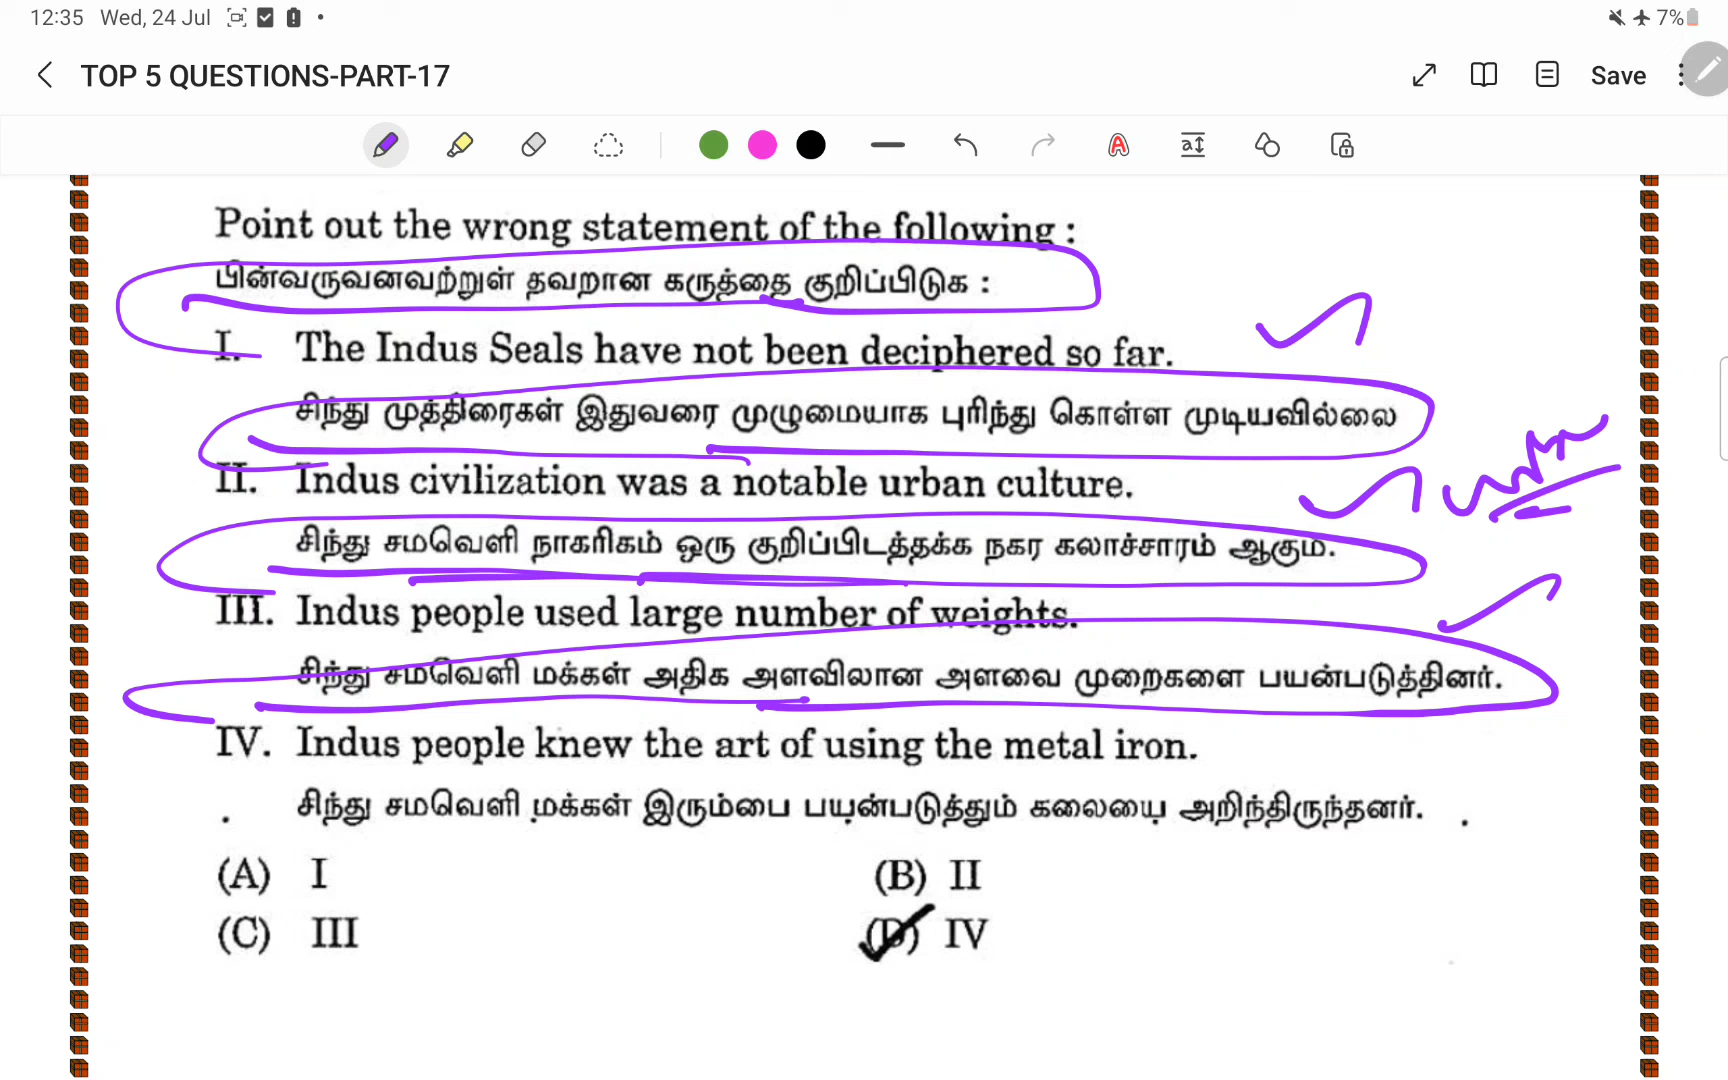 12:35 Wed, 24 Jul
7%
TOP 5 QUESTIONS-PART-17
Save
Point out the wrong statement of the following :
பின்வருவனவற்றுள் தவறான கருத்தை குறிப்பிடுக :
I. The Indus Seals have not been deciphered so far.
சிந்து முத்திரைகள் இதுவரை முழுமையாக புரிந்து கொள்ள முடியவில்லை
II. Indus civilization was a notable urban culture.
சிந்து சமவெளி நாகரிகம் ஒரு குறிப்பிடத்தக்க நகர கலாச்சாரம் ஆகும்.
III. Indus people used large number of weights.
சிந்து சமவெளி மக்கள் அதிக அளவிலான அளவை முறைகளை பயன்படுத்தினர்.
IV. Indus people knew the art of using the metal iron.
சிந்து சமவெளி மக்கள் இரும்பை பயன்படுத்தும் கலையை அறிந்திருந்தனர்.
(A) I (B) II
(C) III (D) IV